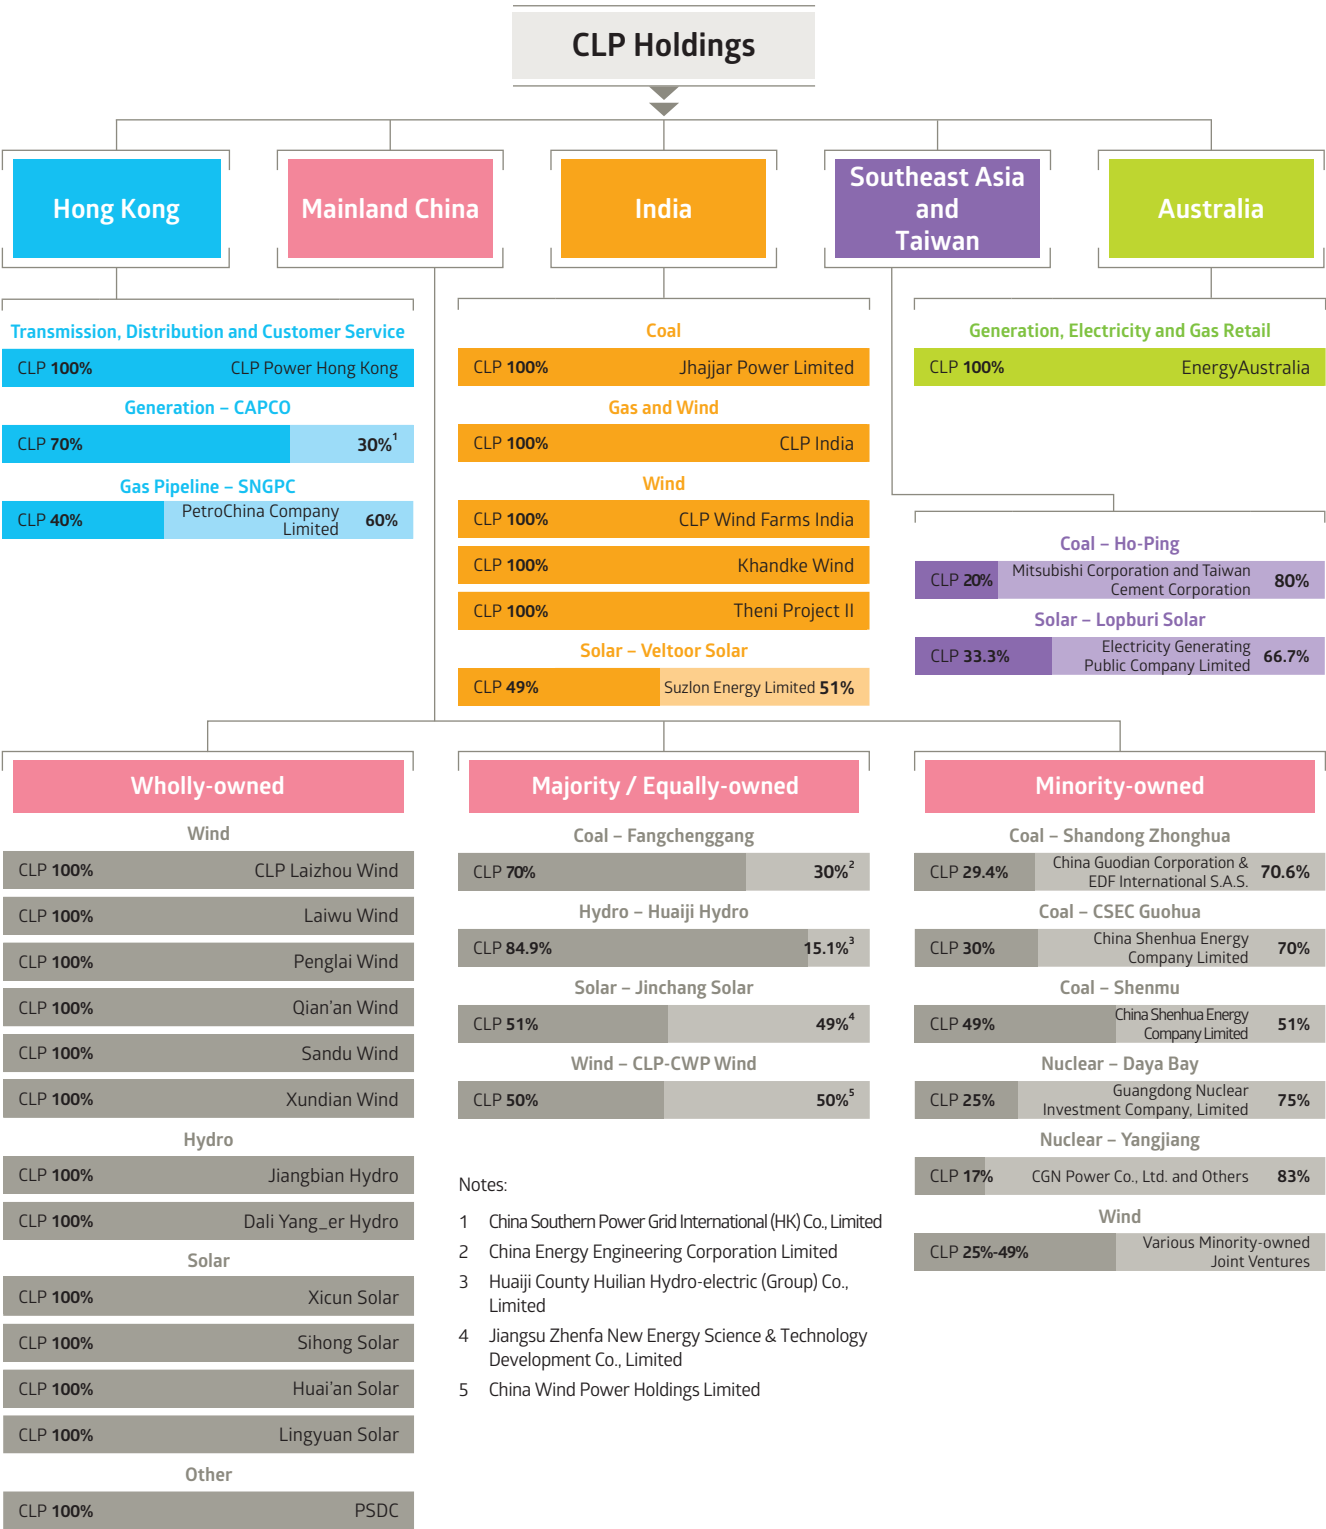 CLP Holdings
Hong Kong
Mainland China
India
Southeast Asia
and
Taiwan
Australia
Transmission, Distribution and Customer Service
CLP 100% CLP Power Hong Kong
Generation – CAPCO
CLP 70% 30%1
Gas Pipeline – SNGPC
CLP 40% PetroChina Company
Limited 60%
Coal
CLP 100% Jhajjar Power Limited
Gas and Wind
CLP 100% CLP India
Wind
CLP 100% CLP Wind Farms India
CLP 100% Khandke Wind
CLP 100% Theni Project II
Solar – Veltoor Solar
CLP 49% Suzlon Energy Limited 51%
Generation, Electricity and Gas Retail
CLP 100% EnergyAustralia
Coal – Ho-Ping
CLP 20% Mitsubishi Corporation and Taiwan
Cement Corporation 80%
Solar – Lopburi Solar
CLP 33.3% Electricity Generating
Public Company Limited 66.7%
Wholly-owned
Wind
CLP 100% CLP Laizhou Wind
CLP 100% Laiwu Wind
CLP 100% Penglai Wind
CLP 100% Qian'an Wind
CLP 100% Sandu Wind
CLP 100% Xundian Wind
Hydro
CLP 100% Jiangbian Hydro
CLP 100% Dali Yang_er Hydro
Solar
CLP 100% Xicun Solar
CLP 100% Sihong Solar
CLP 100% Huai'an Solar
CLP 100% Lingyuan Solar
Other
CLP 100% PSDC
Majority / Equally-owned
Coal – Fangchenggang
CLP 70% 30%2
Hydro – Huaiji Hydro
CLP 84.9% 15.1%3
Solar – Jinchang Solar
CLP 51% 49%4
Wind – CLP-CWP Wind
CLP 50% 50%5
Notes:
1 China Southern Power Grid International (HK) Co., Limited
2 China Energy Engineering Corporation Limited
3 Huaiji County Huilian Hydro-electric (Group) Co.,
Limited
4 Jiangsu Zhenfa New Energy Science & Technology
Development Co., Limited
5 China Wind Power Holdings Limited
Minority-owned
Coal – Shandong Zhonghua
CLP 29.4% China Guodian Corporation &
EDF International S.A.S. 70.6%
Coal – CSEC Guohua
CLP 30% China Shenhua Energy
Company Limited 70%
Coal – Shenmu
CLP 49% China Shenhua Energy
Company Limited 51%
Nuclear – Daya Bay
CLP 25% Guangdong Nuclear
Investment Company, Limited 75%
Nuclear – Yangjiang
CLP 17% CGN Power Co., Ltd. and Others 83%
Wind
CLP 25%-49% Various Minority-owned
Joint Ventures